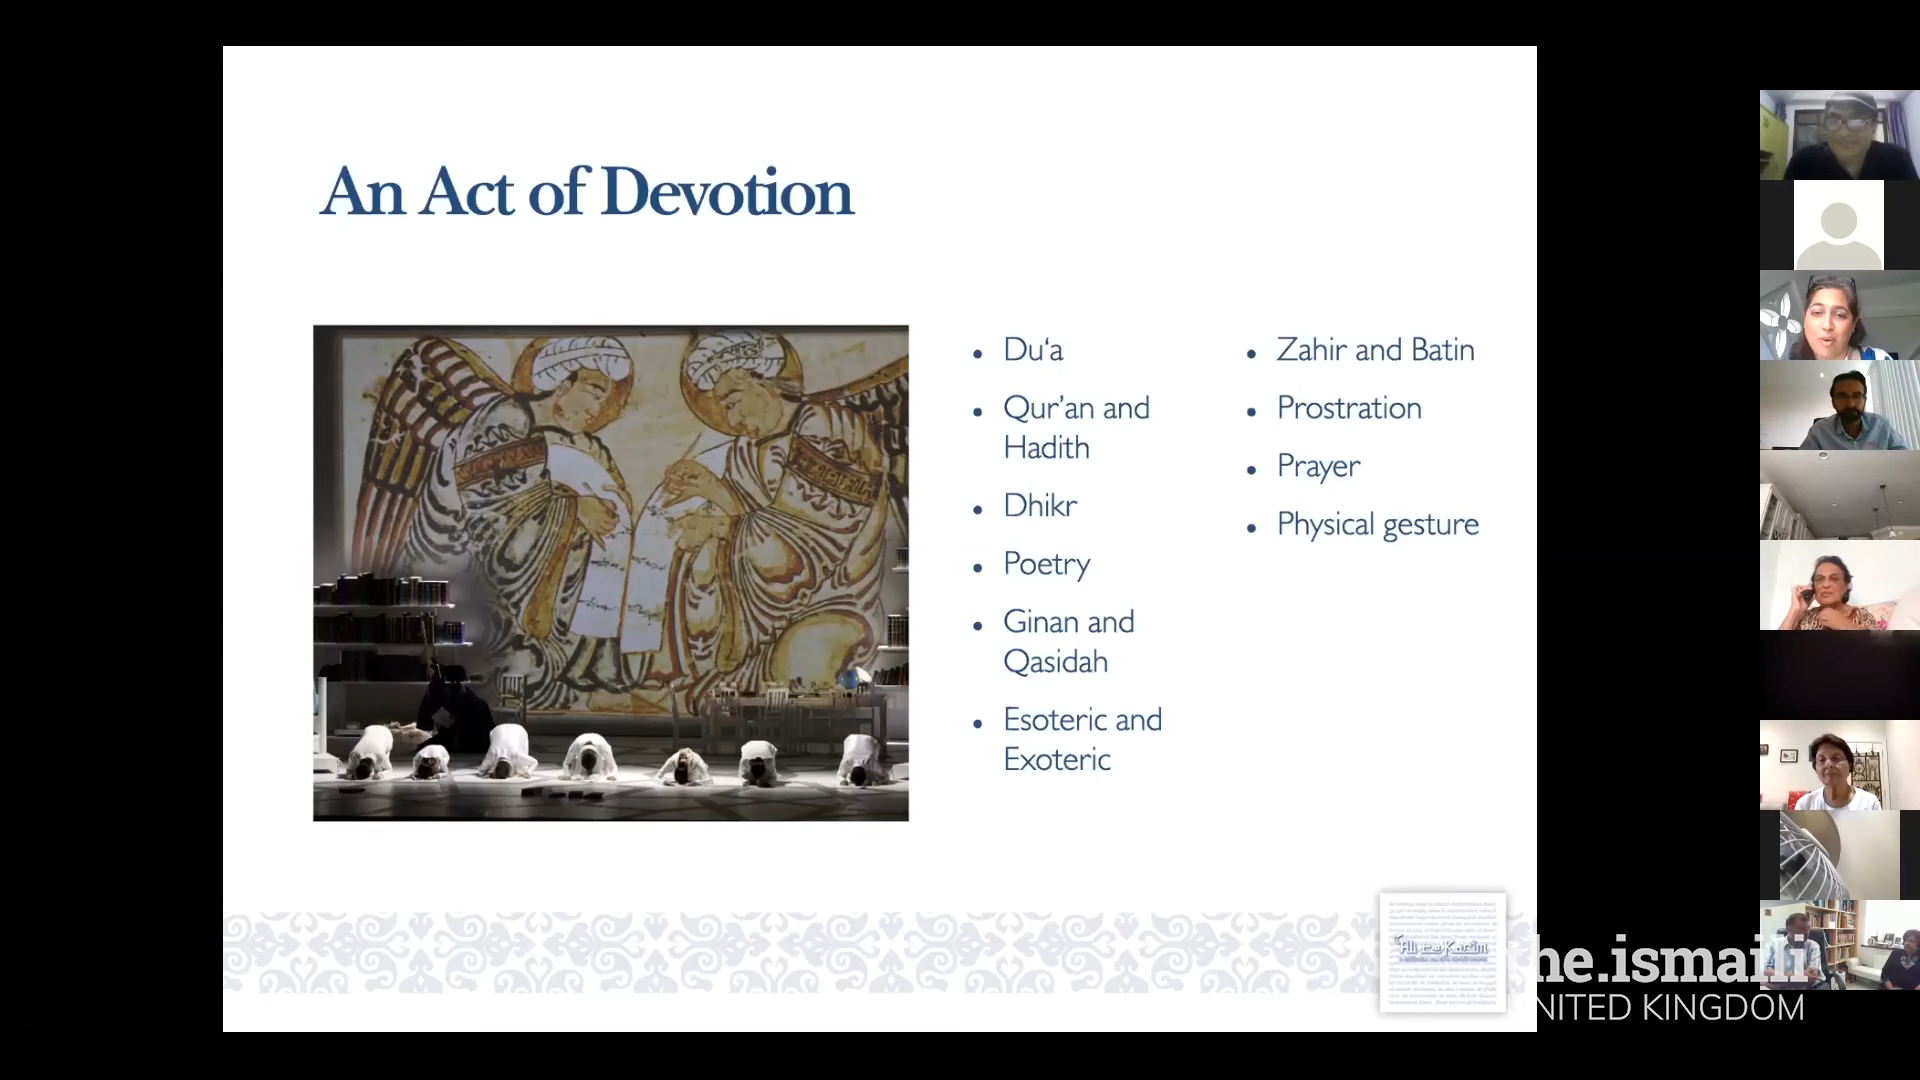 An Act of Devotion
Du‘a
Qur’an and
Hadith
Dhikr
Poetry
Ginan and
Qasidah
Esoteric and
Exoteric
Zahir and Batin
Prostration
Prayer
Physical gesture
he.ismaili
NITED KINGDOM